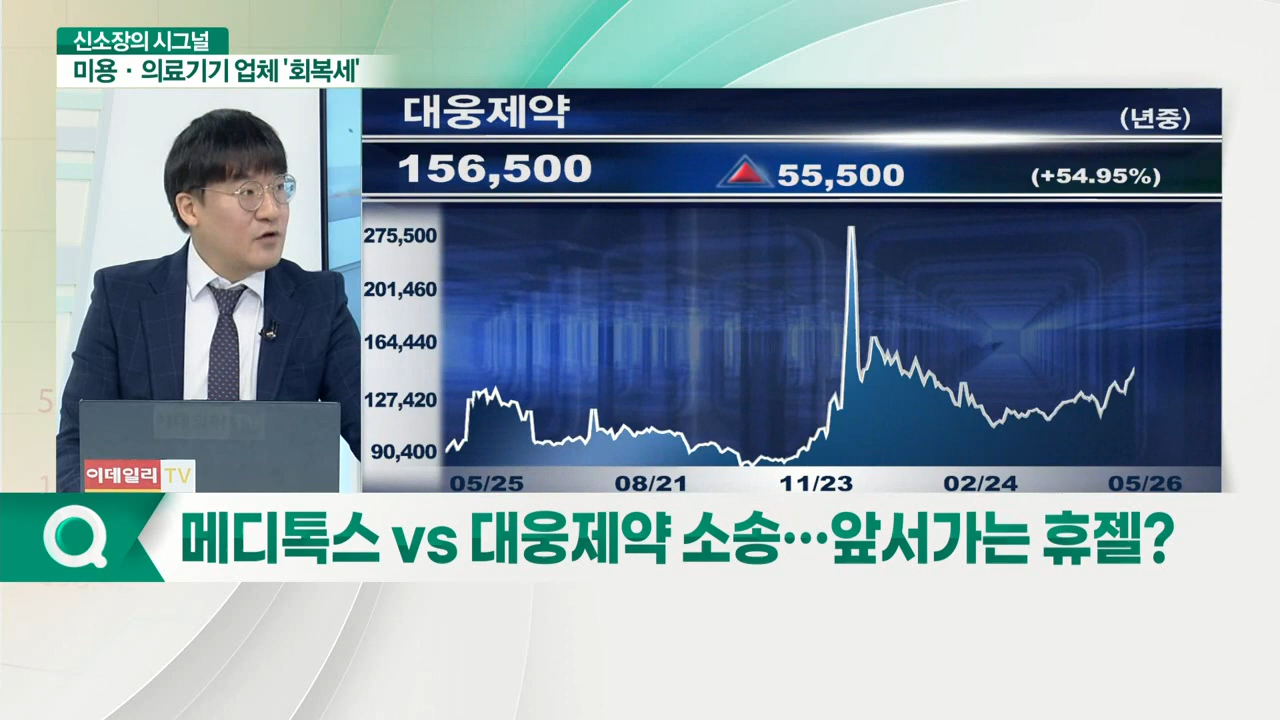 신소장의 시그널
미용 · 의료기기 업체 '회복세'
대웅제약
(년중)
156,500
55,500
(+54.95%)
275,500
201,460
164,440
127,420
90,400
05/25
08/21
11/23
02/24
05/26
이데일리 TV
메디톡스 vs 대웅제약 소송…앞서가는 휴젤?